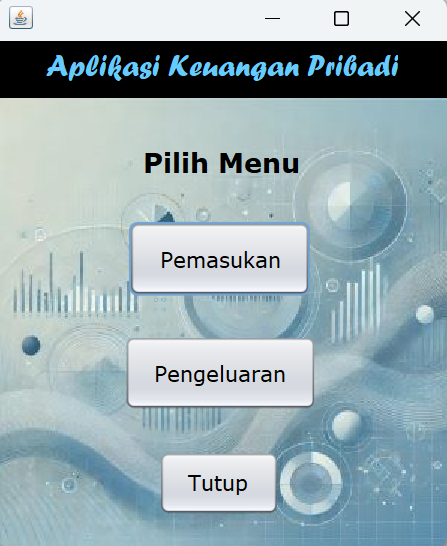 Aplikasi Keuangan Pribadi
Pilih Menu
Pemasukan
Pengeluaran
Tutup